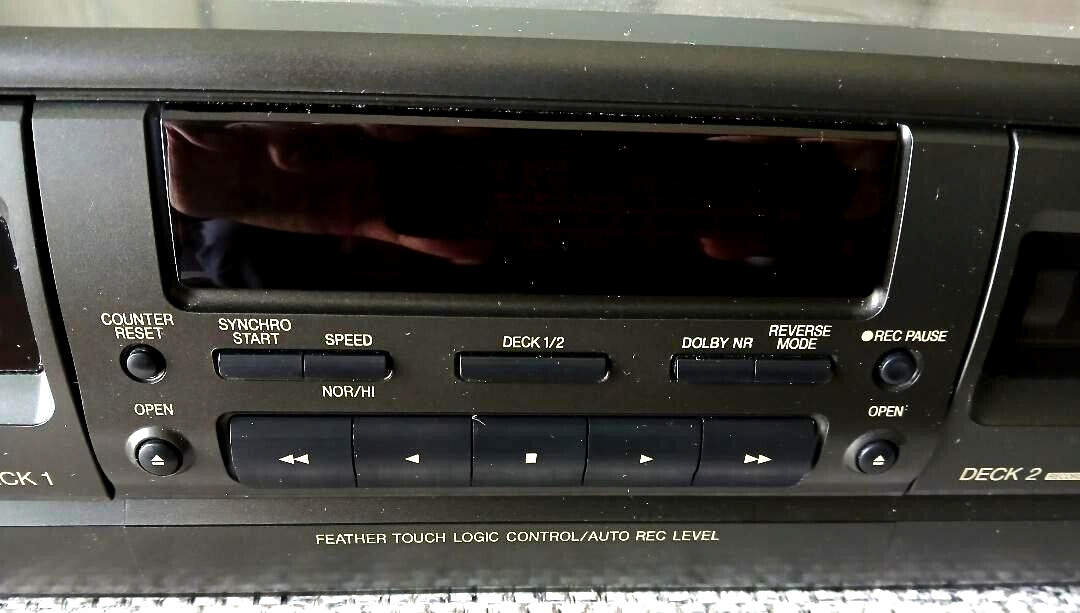 COUNTER
RESET
SYNCHRO
START
SPEED
NOR/HI
DECK 1/2
DOLBY NR
REVERSE
MODE
REC PAUSE
OPEN
OPEN
CK 1
DECK 2
FEATHER TOUCH LOGIC CONTROL/AUTO REC LEVEL